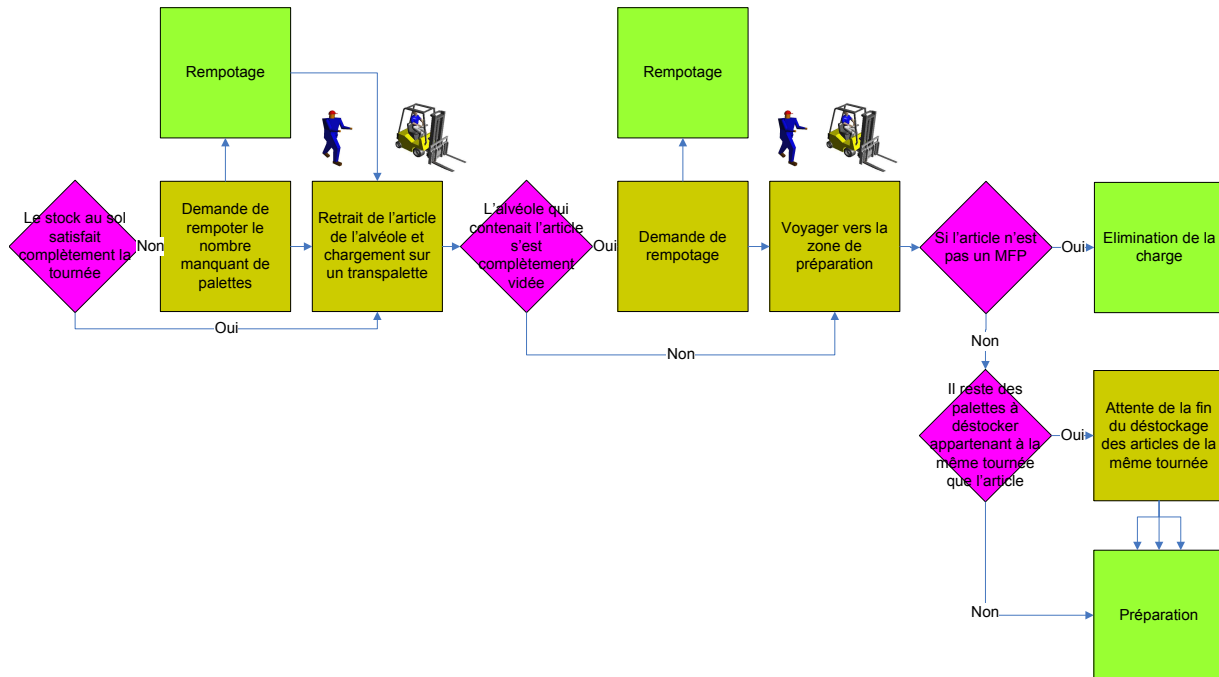 Rempotage
Rempotage
Le stock au sol
satisfait
complètement la
tournée
Non
Demande de
rempoter le
nombre
manquant de
palettes
Retrait de l'article
de l'alvéole et
chargement sur
un transpalette
L'alvéole qui
contenait l'article
s'est
complètement
vidée
Oui
Demande de
rempotage
Voyager vers la
zone de
préparation
Si l'article n'est
pas un MFP
Oui
Elimination de la
charge
Oui
Non
Non
Il reste des
palettes à
déstocker
appartenant à la
même tournée
que l'article
Oui
Attente de la fin
du déstockage
des articles de la
même tournée
Non
Préparation